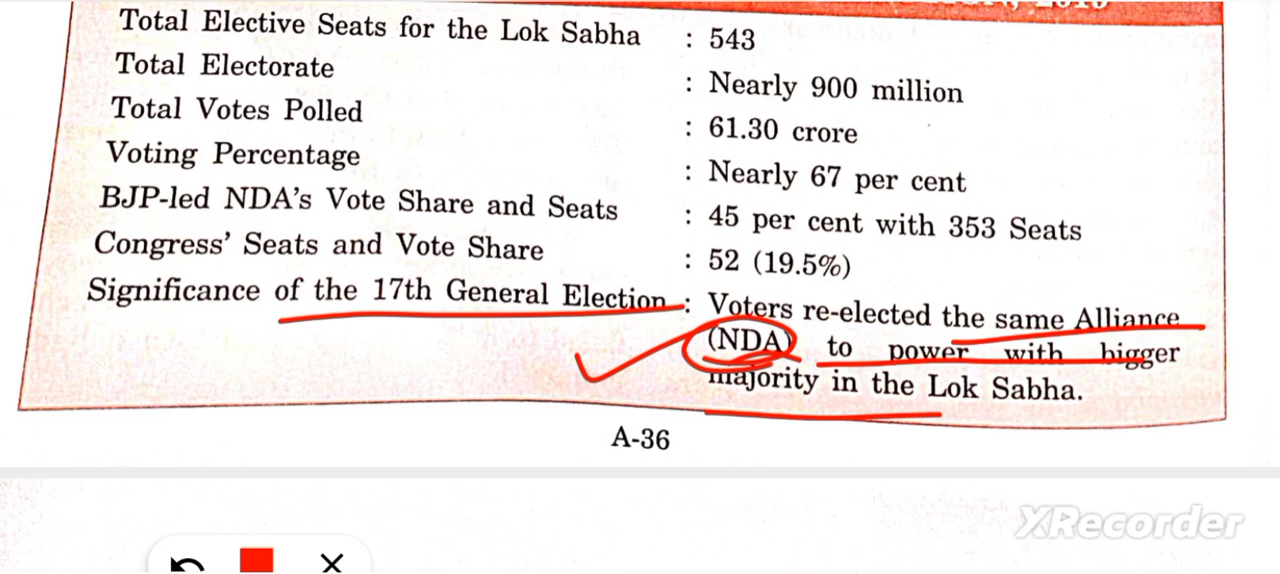 Total Elective Seats for the Lok Sabha : 543
Total Electorate : Nearly 900 million
Total Votes Polled : 61.30 crore
Voting Percentage : Nearly 67 per cent
BJP-led NDA's Vote Share and Seats : 45 per cent with 353 Seats
Congress' Seats and Vote Share : 52 (19.5%)
Significance of the 17th General Election : Voters re-elected the same Alliance
(NDA) to power with bigger
majority in the Lok Sabha.
A-36
XRecorder